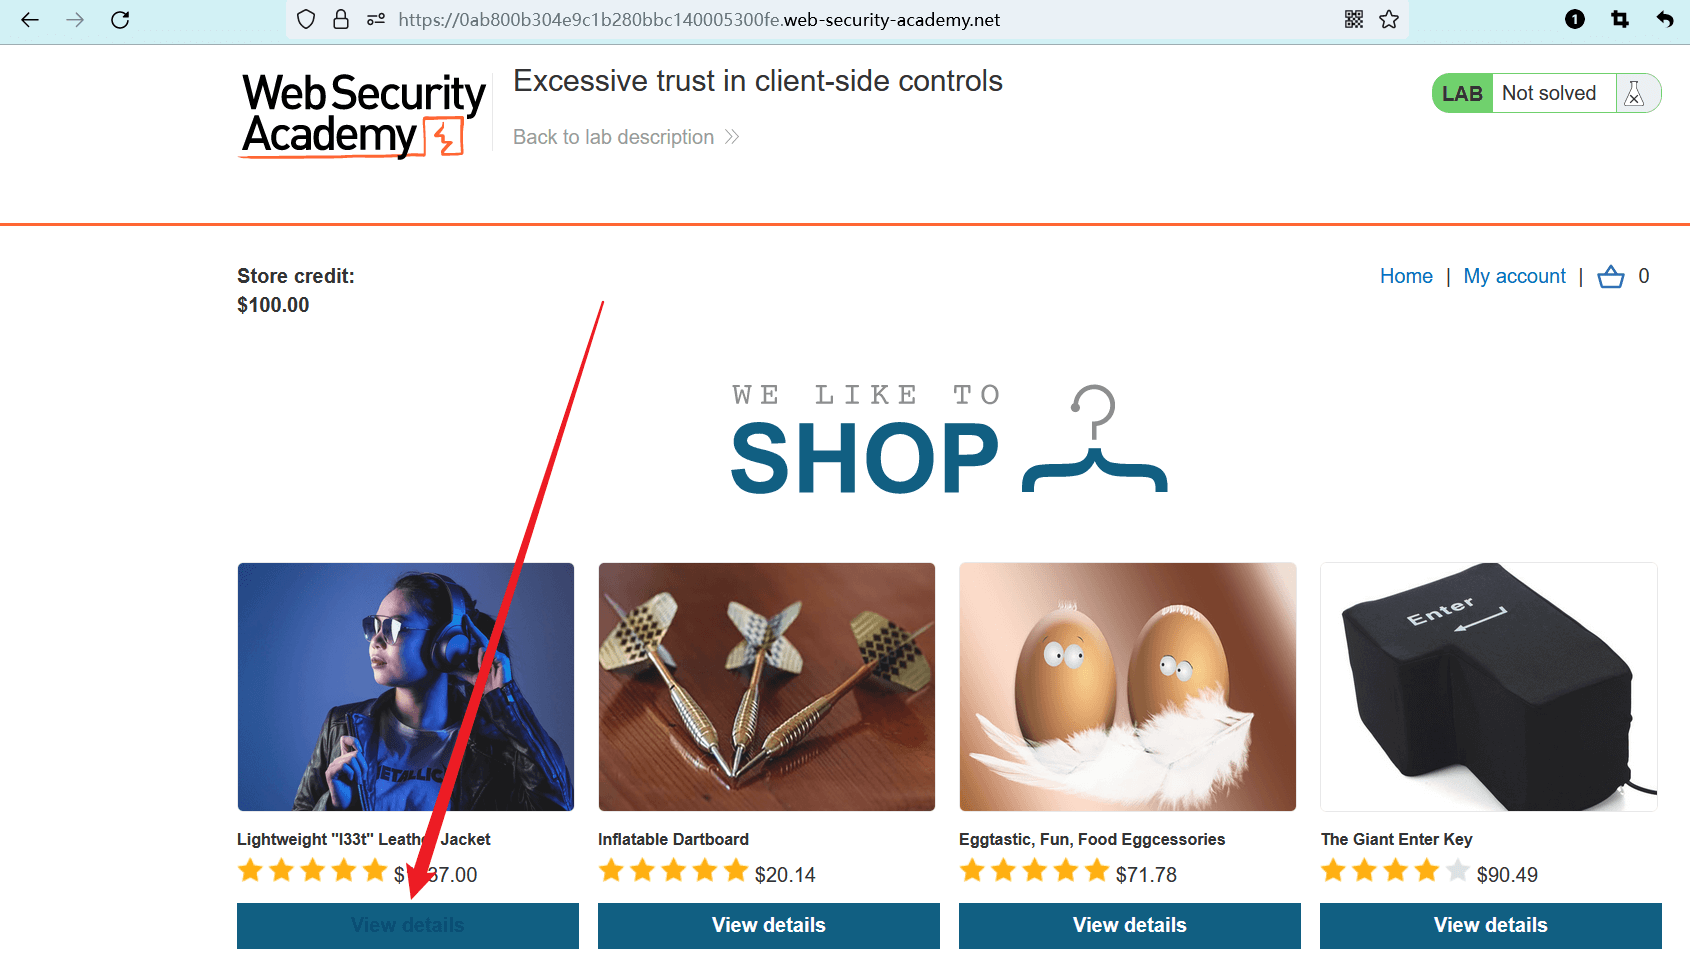 https://0ab800b304e9c1b280bbc140005300fe.web-security-academy.net
1
Web Security
Academy
Excessive trust in client-side controls
Back to lab description
LAB Not solved
Store credit:
$100.00
Home | My account | 0
WE LIKE TO
SHOP
Enter
METALLIC
Lightweight "l33t" Leather Jacket
37.00
View details
Inflatable Dartboard
$20.14
View details
Eggtastic, Fun, Food Eggcessories
$71.78
View details
The Giant Enter Key
$90.49
View details